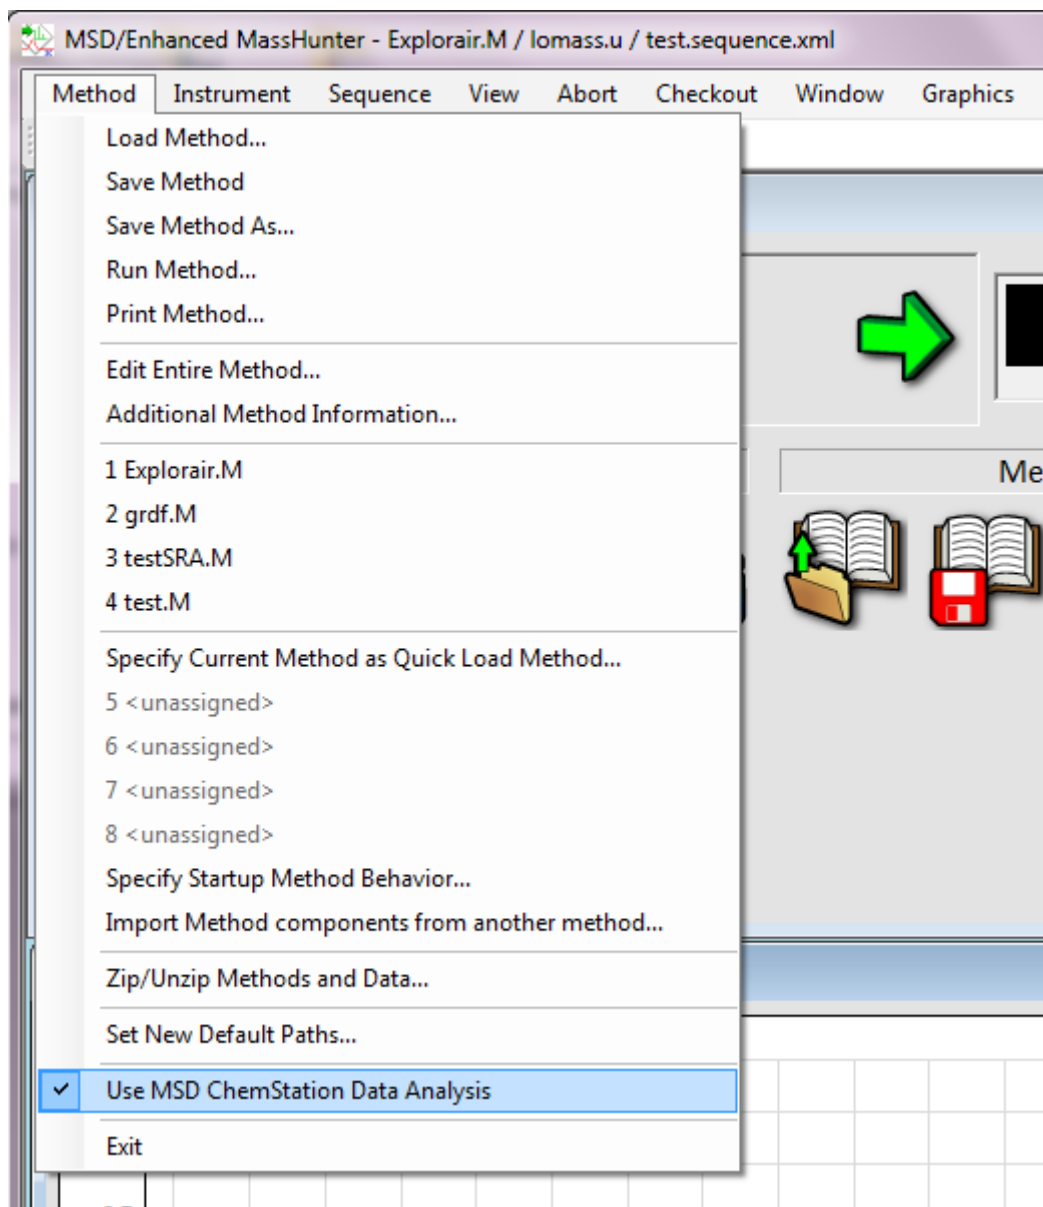 MSD/Enhanced MassHunter - Explorair.M / lomass.u / test.sequence.xml
Method Instrument Sequence View Abort Checkout Window Graphics
Load Method...
Save Method
Save Method As...
Run Method...
Print Method...
Edit Entire Method...
Additional Method Information...
1 Explorair.M
2 grdf.M
3 testSRA.M
4 test.M
Me
Specify Current Method as Quick Load Method...
5 <unassigned>
6 <unassigned>
7 <unassigned>
8 <unassigned>
Specify Startup Method Behavior...
Import Method components from another method...
Zip/Unzip Methods and Data...
Set New Default Paths...
Use MSD ChemStation Data Analysis
Exit